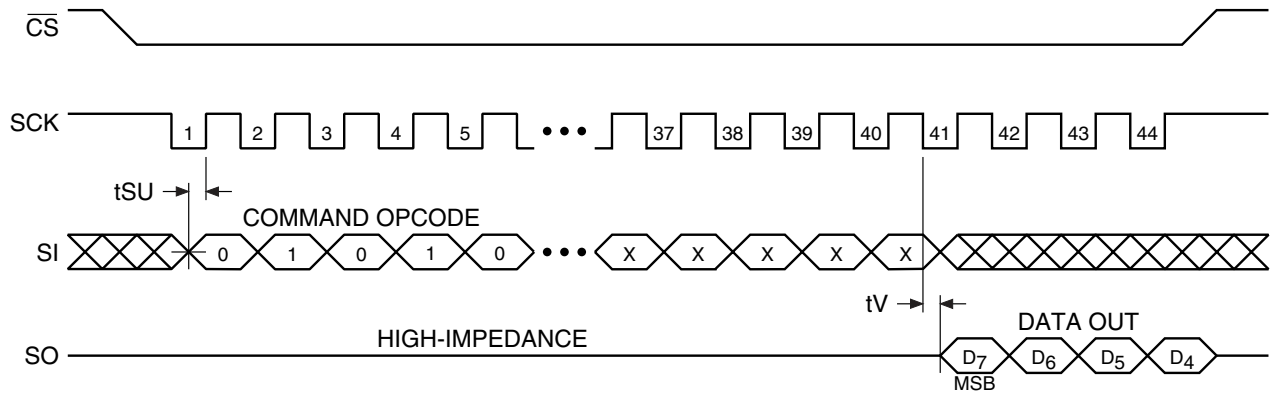 CS
SCK 1 2 3 4 5 ••• 37 38 39 40 41 42 43 44
tSU
COMMAND OPCODE
SI 0 1 0 1 0 ••• X X X X X
tV
HIGH-IMPEDANCE
DATA OUT
SO D7 D6 D5 D4
MSB